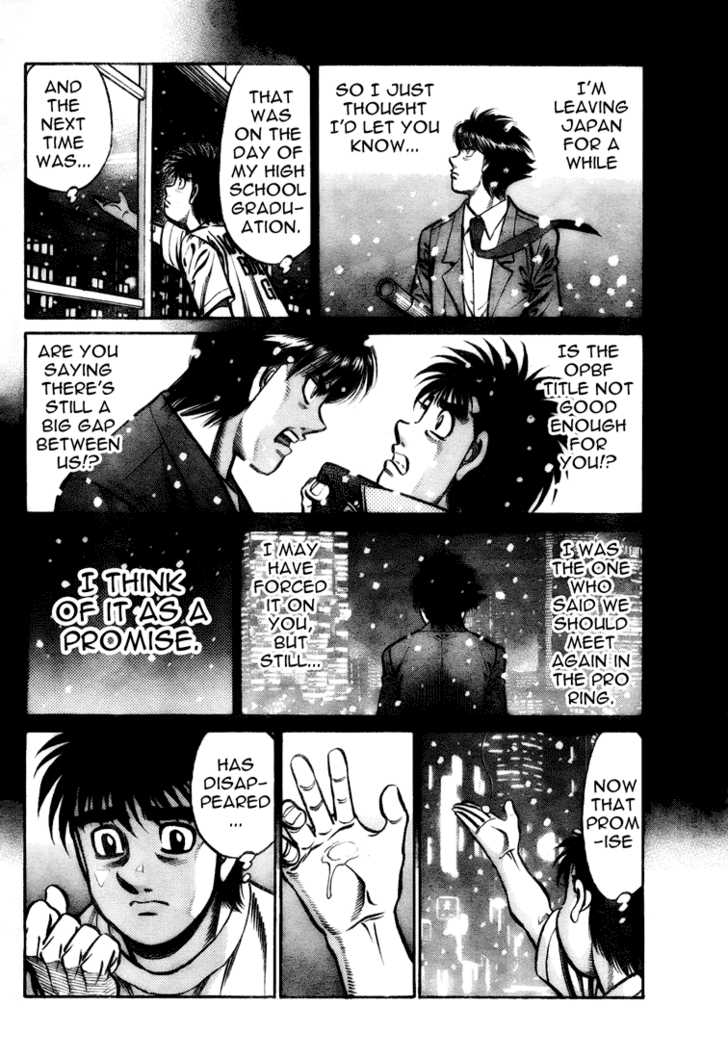 I'M
LEAVING
JAPAN
FOR A
WHILE
SO I JUST
THOUGHT
I'D LET YOU
KNOW...
THAT
WAS
ON THE
DAY OF
MY HIGH
SCHOOL
GRADU-
ATION.
AND
THE
NEXT
TIME
WAS...
IS THE
OPBF
TITLE NOT
GOOD
ENOUGH
FOR
YOU!?
ARE YOU
SAYING
THERE'S
STILL A
BIG GAP
BETWEEN
US!?
I WAS
THE ONE
WHO
SAID WE
SHOULD
MEET
AGAIN IN
THE PRO
RING.
I MAY
HAVE
FORCED
IT ON
YOU,
BUT
STILL...
I THINK
OF IT AS A
PROMISE.
NOW
THAT
PROM
-ISE
HAS
DISAP-
PEARED
...